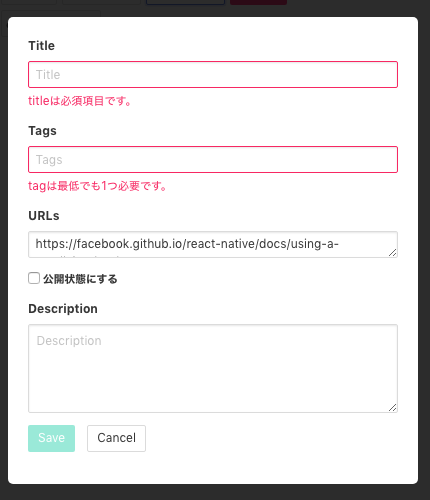 Title
Title
titleは必須項目です。
Tags
Tags
tagは最低でも1つ必要です。
URLs
https://facebook.github.io/react-native/docs/using-a-
公開状態にする
Description
Description
Save
Cancel